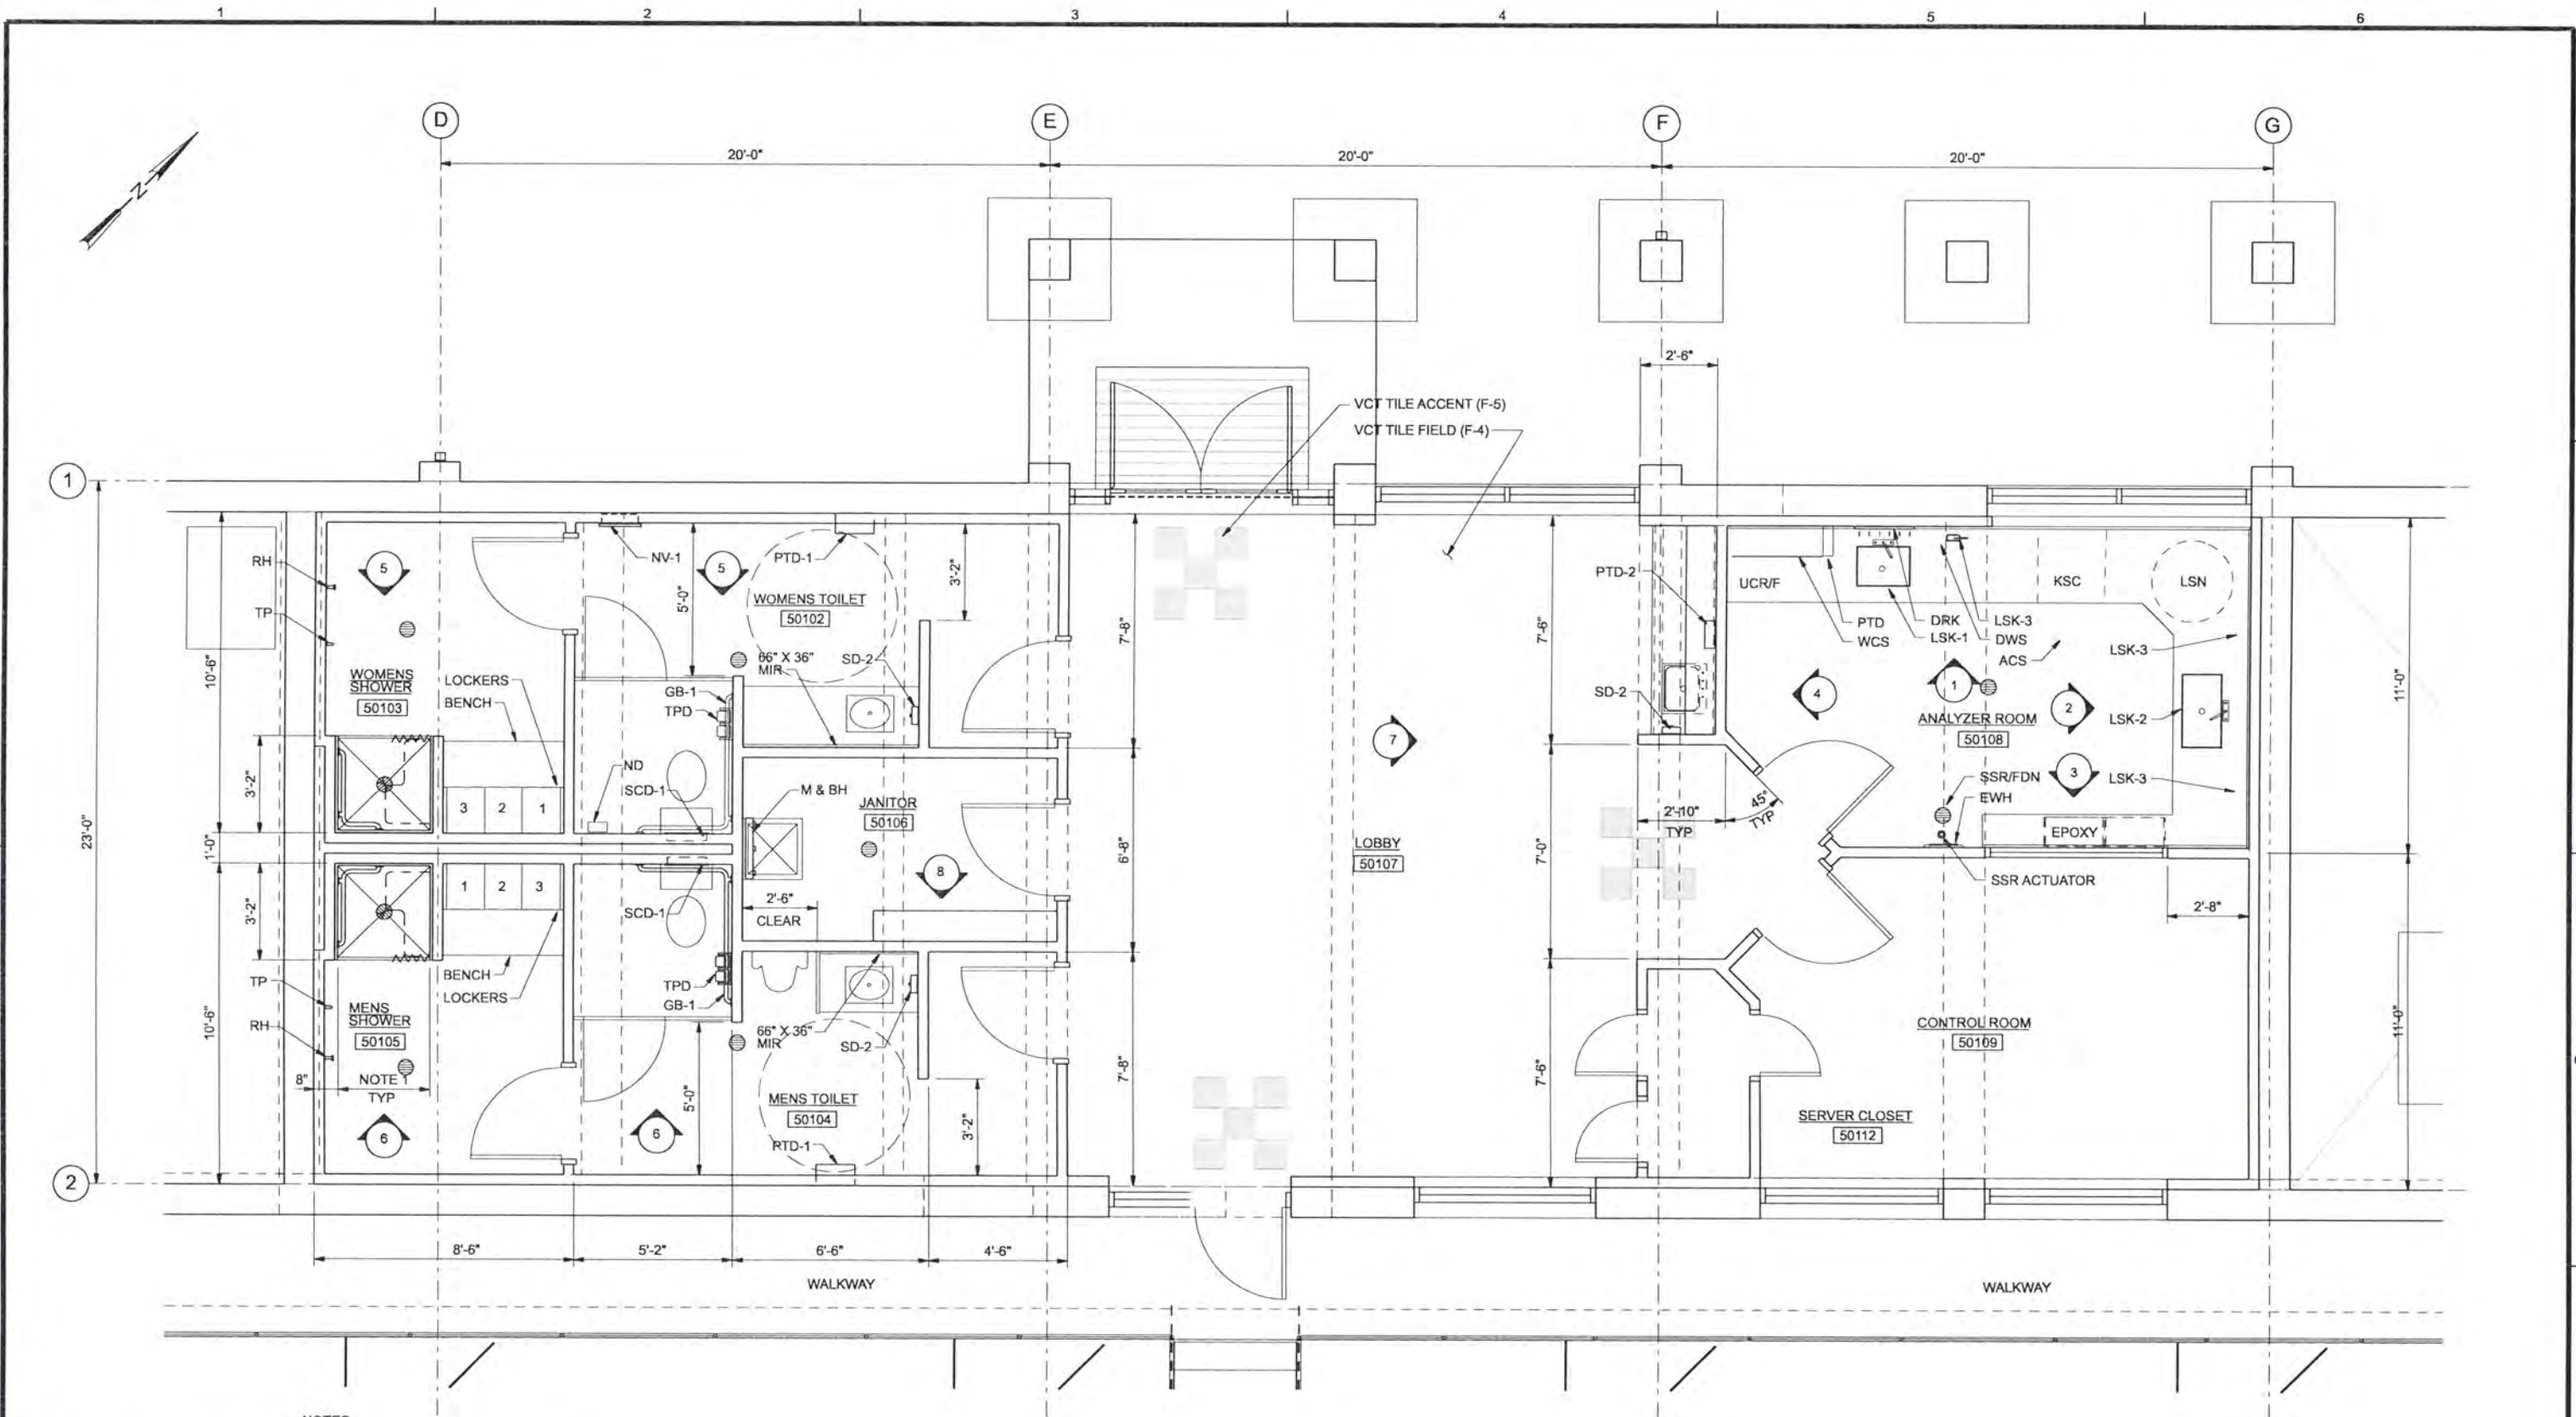 1 2 3 4 5 6
D E F G
20'-0" 20'-0" 20'-0"
N
2'-6"
VCT TILE ACCENT (F-5)
VCT TILE FIELD (F-4)
1
2
23'-0"
10'-6"
3'-2"
1'-0"
3'-2"
10'-6"
RH
TP
5
WOMENS
SHOWER
50103
LOCKERS
BENCH
3 2 1
NV-1
5
5'-0"
PTD-1
WOMENS TOILET
50102
3'-2"
66" X 36"
MIR
SD-2
GB-1
TPD
ND
SCD-1
M & BH
JANITOR
50106
8
2'-6"
CLEAR
1 2 3
SCD-1
BENCH
LOCKERS
TPD
GB-1
TP
RH
MENS
SHOWER
50105
8"
NOTE 1
TYP
6
6
5'-0"
66" X 36"
MIR
SD-2
MENS TOILET
50104
PTD-1
3'-2"
7'-8"
6'-8"
7'-8"
7
LOBBY
50107
7'-6"
7'-0"
7'-6"
PTD-2
SD-2
2'-10"
TYP
45°
TYP
UCR/F
KSC
LSN
PTD
WCS
DRK
LSK-1
LSK-3
DWS
ACS
LSK-3
LSK-2
LSK-3
4
1
2
3
ANALYZER ROOM
50108
SSR/FDN
EWH
EPOXY
SSR ACTUATOR
2'-8"
11'-0"
11'-0"
CONTROL ROOM
50109
SERVER CLOSET
50112
8'-6" 5'-2" 6'-6" 4'-6"
WALKWAY
WALKWAY